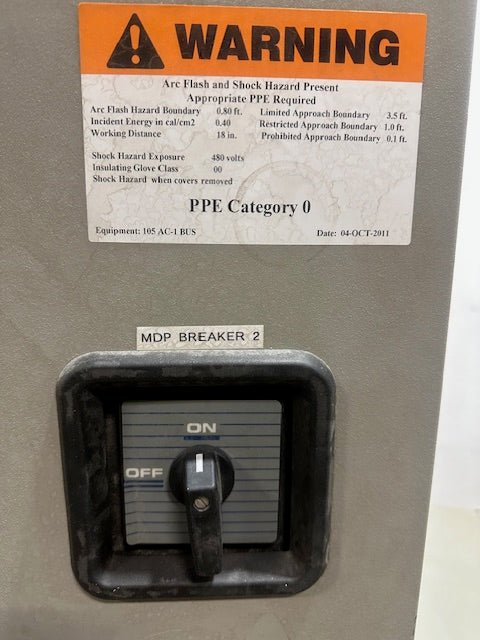 WARNING
Arc Flash and Shock Hazard Present
Appropriate PPE Required
Arc Flash Hazard Boundary 0.80 ft.
Incident Energy in cal/cm2 0.40
Working Distance 18 in.
Limited Approach Boundary 3.5 ft.
Restricted Approach Boundary 1.0 ft.
Prohibited Approach Boundary 0.1 ft.
Shock Hazard Exposure 480 volts
Insulating Glove Class 00
Shock Hazard when covers removed
PPE Category 0
Equipment: 105 AC-1 BUS
Date: 04-OCT-2011
MDP BREAKER 2
ON
OFF